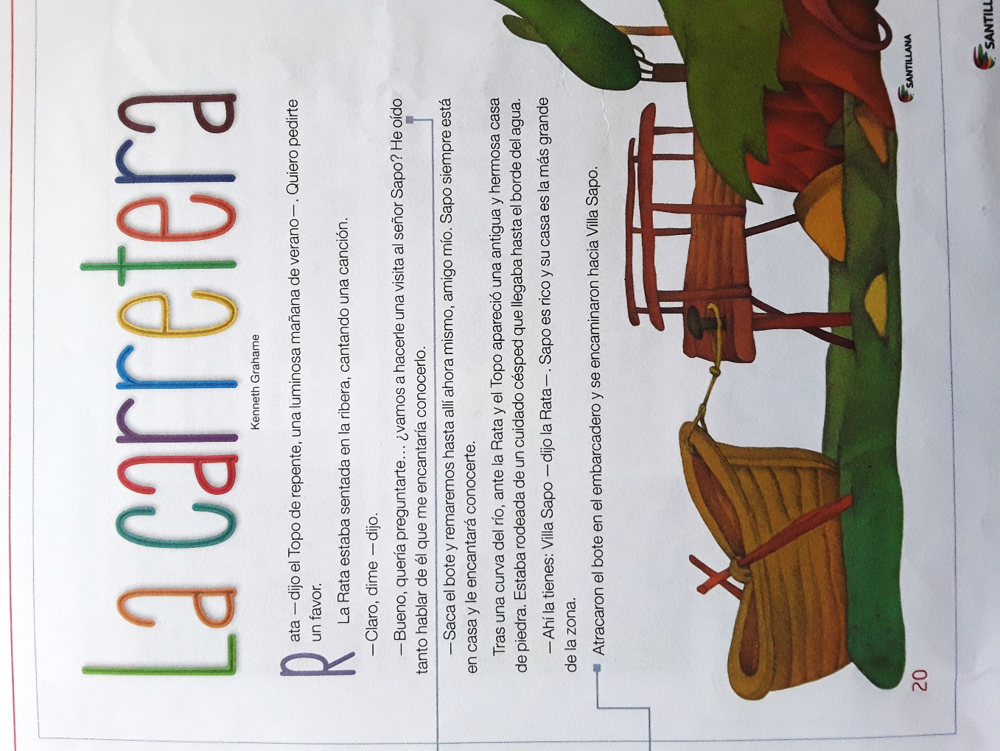 La carretera
Kenneth Grahame
Rata —dijo el Topo de repente, una luminosa mañana de verano—. Quiero pedirte
un favor.
La Rata estaba sentada en la ribera, cantando una canción.
—Claro, dime —dijo.
—Bueno, quería preguntarte… ¿vamos a hacerle una visita al señor Sapo? He oído
tanto hablar de él que me encantaría conocerlo.
—Saca el bote y remaremos hasta allí ahora mismo, amigo mío. Sapo siempre está
en casa y le encantará conocerte.
Tras una curva del río, ante la Rata y el Topo apareció una antigua y hermosa casa
de piedra. Estaba rodeada de un cuidado césped que llegaba hasta el borde del agua.
—Ahí la tienes: Villa Sapo —dijo la Rata—. Sapo es rico y su casa es la más grande
de la zona.
Atracaron el bote en el embarcadero y se encaminaron hacia Villa Sapo.
20
SANTILLANA
SANTILL